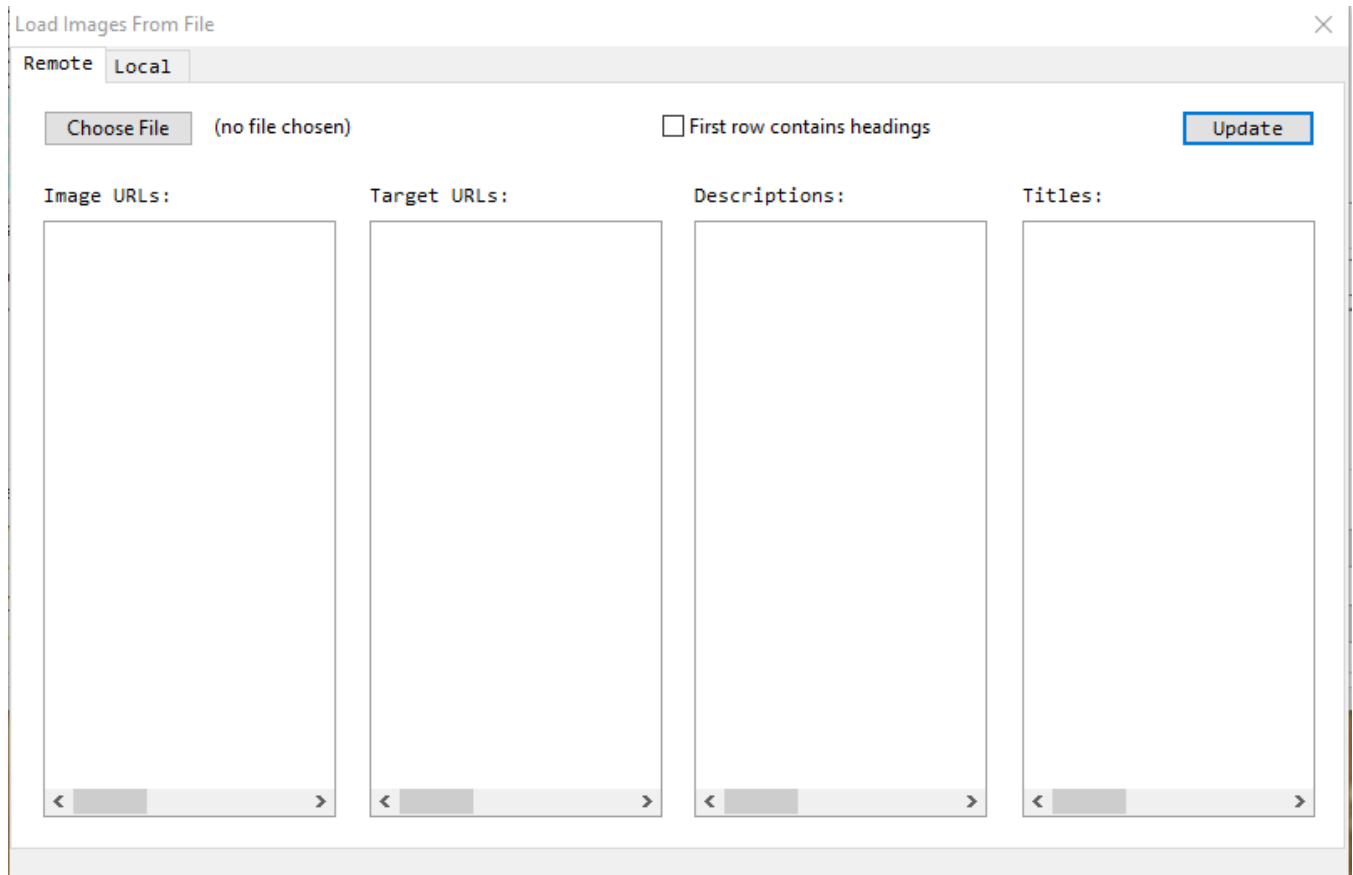 Load Images From File
Remote Local
Choose File (no file chosen) First row contains headings Update
Image URLs: Target URLs: Descriptions: Titles: